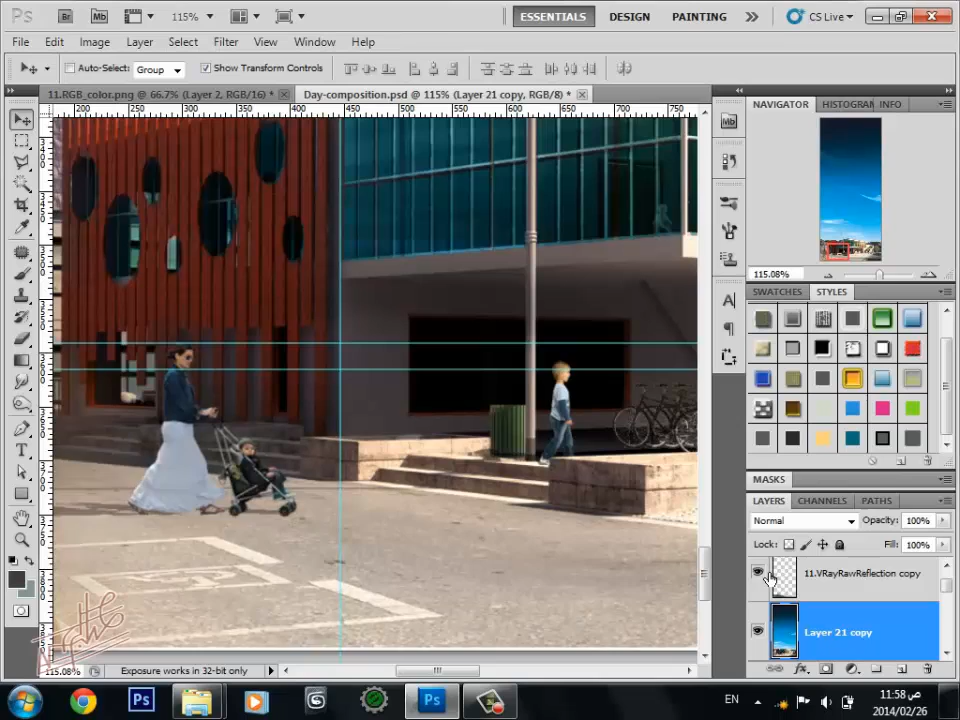 Ps Br Mb 115% ESSENTIALS DESIGN PAINTING CS Live
File Edit Image Layer Select Filter View Window Help
Auto-Select: Group Show Transform Controls
11.RGB_color.png @ 66.7% (Layer 2, RGB/16) * Day-composition.psd @ 115% (Layer 21 copy, RGB/8) *
200 250 300 350 400 450 500 550 600 650 700 750
NAVIGATOR HISTOGRAM INFO
Mb
115.08%
SWATCHES STYLES
MASKS
LAYERS CHANNELS PATHS
Normal Opacity: 100%
Lock: Fill: 100%
11.VRayRawReflection copy
Layer 21 copy
115.08% Exposure works in 32-bit only
EN
11:58 ص
2014/02/26